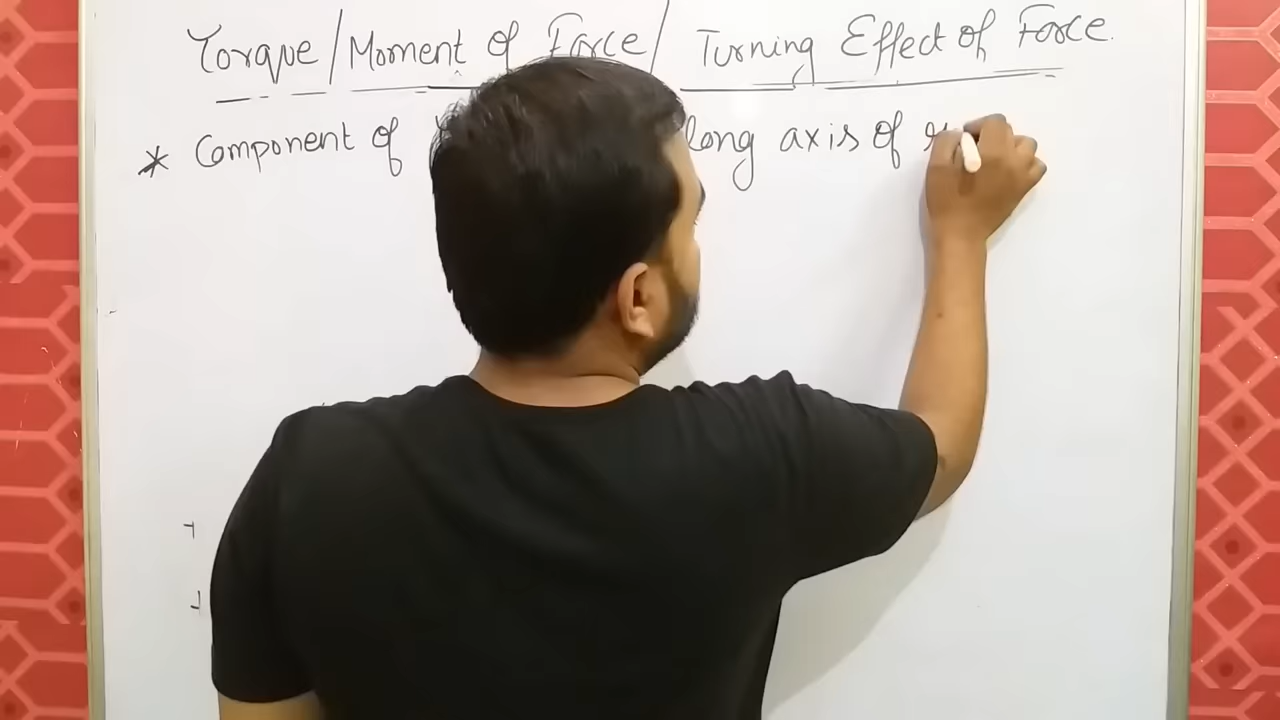 Torque / Moment of Force / Turning Effect of Force.
* Component of long axis of